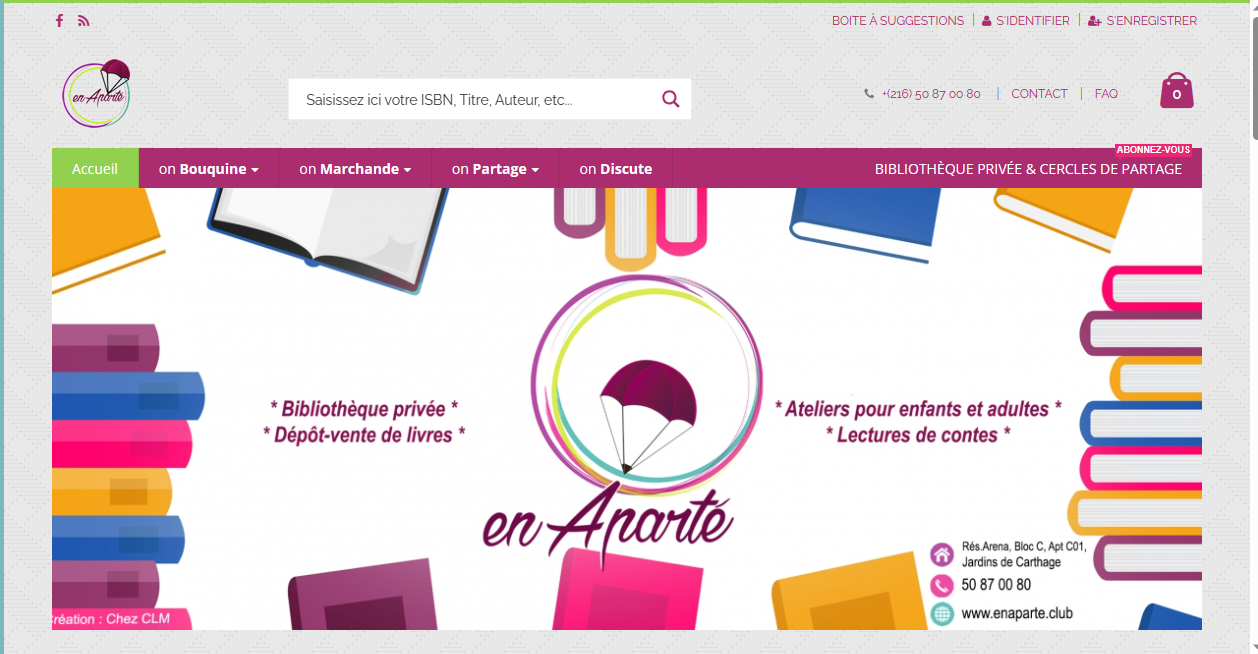 BOITE À SUGGESTIONS S'IDENTIFIER S'ENREGISTRER
en Aparté
Saisissez ici votre ISBN, Titre, Auteur, etc...
+(216) 50 87 00 80 CONTACT FAQ
0
ABONNEZ-VOUS
Accueil on Bouquine on Marchande on Partage on Discute BIBLIOTHÈQUE PRIVÉE & CERCLES DE PARTAGE
* Bibliothèque privée *
* Dépôt-vente de livres *
* Ateliers pour enfants et adultes *
* Lectures de contes *
en Aparté
Rés.Arena, Bloc C, Apt C01,
Jardins de Carthage
50 87 00 80
www.enaparte.club
Création : Chez CLM